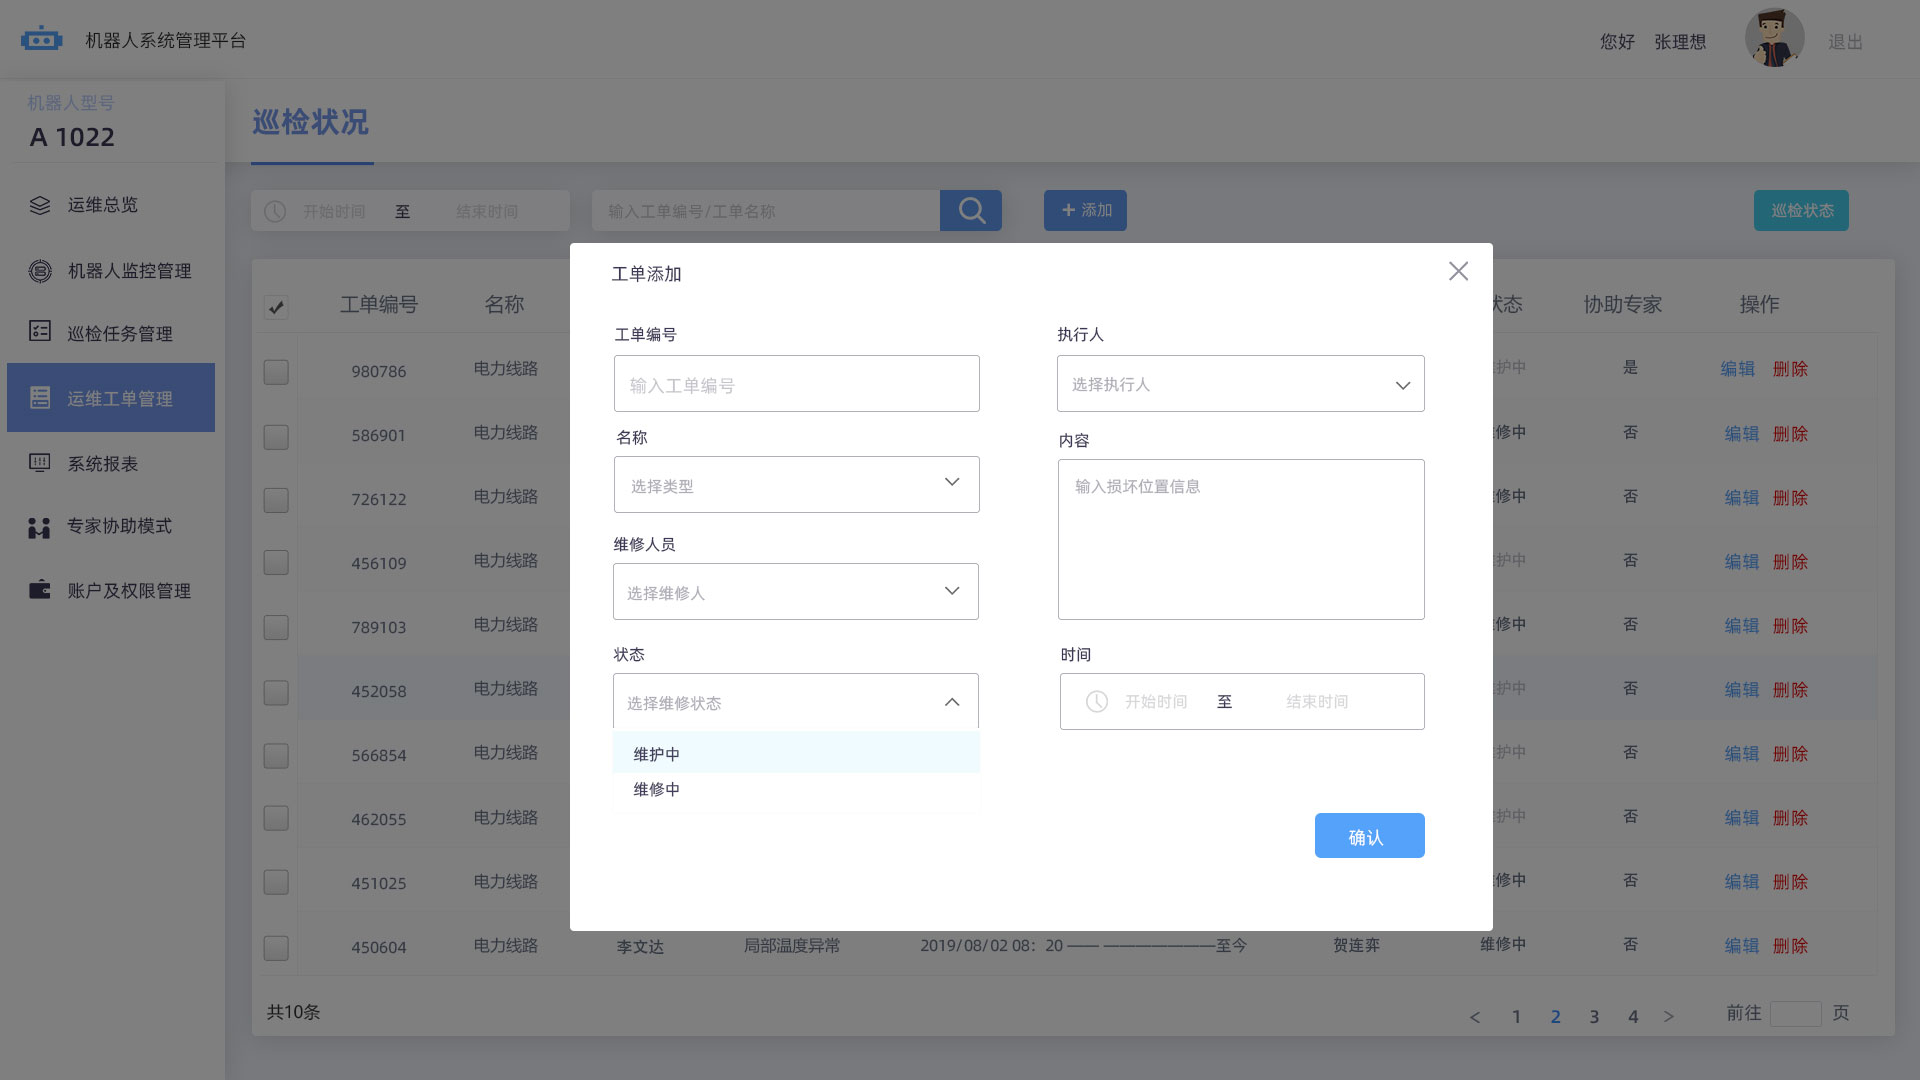 机器人系统管理平台
您好 张理想
退出
机器人型号
A 1022
巡检状况
运维总览
机器人监控管理
巡检任务管理
运维工单管理
系统报表
专家协助模式
账户及权限管理
开始时间 至 结束时间
输入工单编号/工单名称
+ 添加
巡检状态
工单编号 名称 状态 协助专家 操作
980786 电力线路 护中 是 编辑 删除
586901 电力线路 修中 否 编辑 删除
726122 电力线路 修中 否 编辑 删除
456109 电力线路 护中 否 编辑 删除
789103 电力线路 修中 否 编辑 删除
452058 电力线路 护中 否 编辑 删除
566854 电力线路 护中 否 编辑 删除
462055 电力线路 护中 否 编辑 删除
451025 电力线路 修中 否 编辑 删除
450604 电力线路 李文达 局部温度异常 2019/08/02 08：20 —— ———————至今 贺连弈 维修中 否 编辑 删除
共10条
< 1 2 3 4 >
前往 页
工单添加
工单编号
输入工单编号
名称
选择类型
维修人员
选择维修人
状态
选择维修状态
维护中
维修中
执行人
选择执行人
内容
输入损坏位置信息
时间
开始时间 至 结束时间
确认